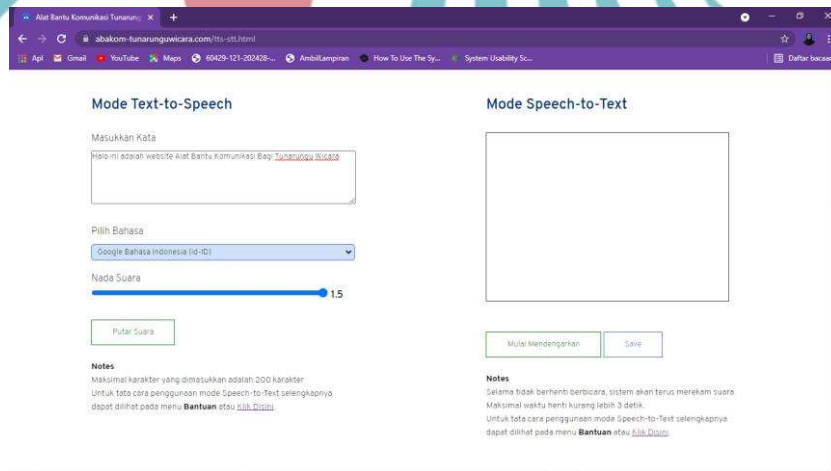 Alat Bantu Komunikasi Tunarung
abakom-tunarunguwicara.com/tts-stt.html
Apl Gmail YouTube Maps 60429-121-202428-... AmbilLampiran How To Use The Sy... System Usability Sc... Daftar bacaan
Mode Text-to-Speech
Masukkan Kata
Halo ini adalah website Alat Bantu Komunikasi Bagi Tunarungu Wicara
Pilih Bahasa
Google Bahasa Indonesia (id-ID)
Nada Suara
1.5
Putar Suara
Notes
Maksimal karakter yang dimasukkan adalah 200 karakter
Untuk tata cara penggunaan mode Speech-to-Text selengkapnya
dapat dilihat pada menu Bantuan atau Klik Disini.
Mode Speech-to-Text
Mulai Mendengarkan Save
Notes
Selama tidak berhenti berbicara, sistem akan terus merekam suara.
Maksimal waktu henti kurang lebih 3 detik.
Untuk tata cara penggunaan mode Speech-to-Text selengkapnya
dapat dilihat pada menu Bantuan atau Klik Disini.